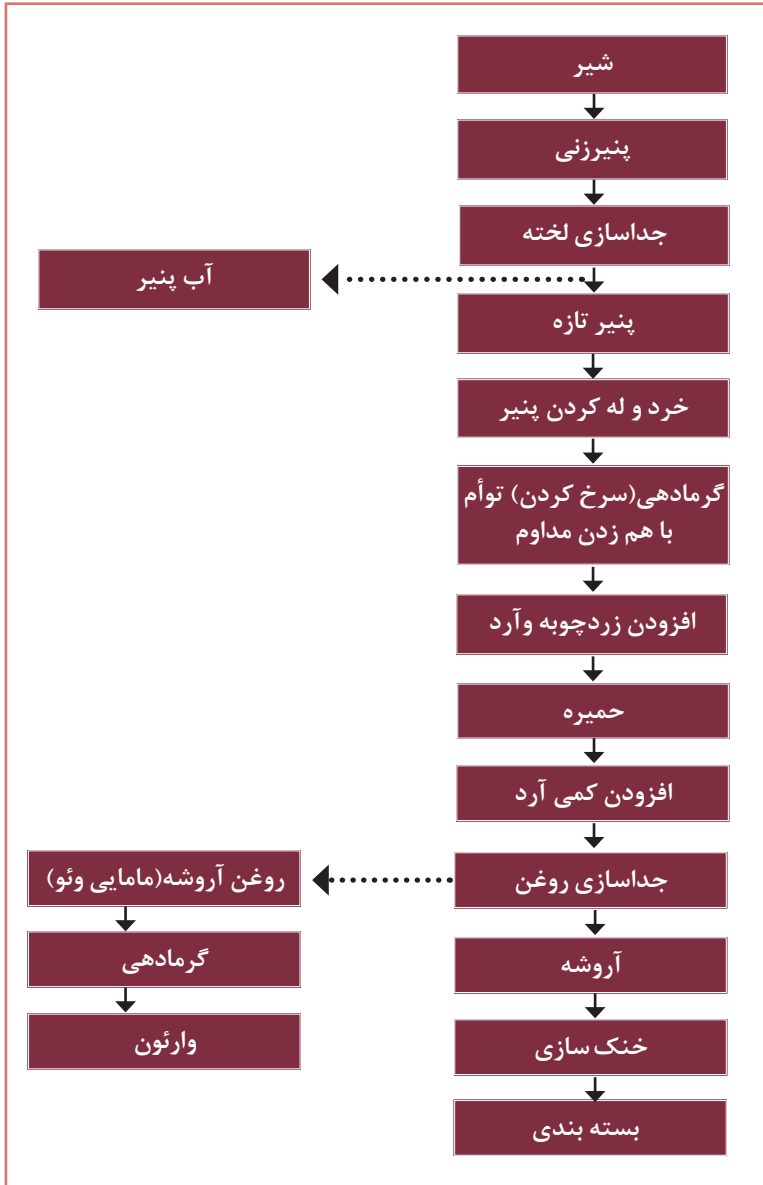 شیر
پنیرزنی
جداسازی لخته
آب پنیر
پنیر تازه
خرد و له کردن پنیر
گرمادهی(سرخ کردن) توأم
با هم زدن مداوم
افزودن زردچوبه وآرد
حمیره
افزودن کمی آرد
جداسازی روغن
روغن آروشه(مامایی وئو)
گرمادهی
وارئون
آروشه
خنک سازی
بسته بندی